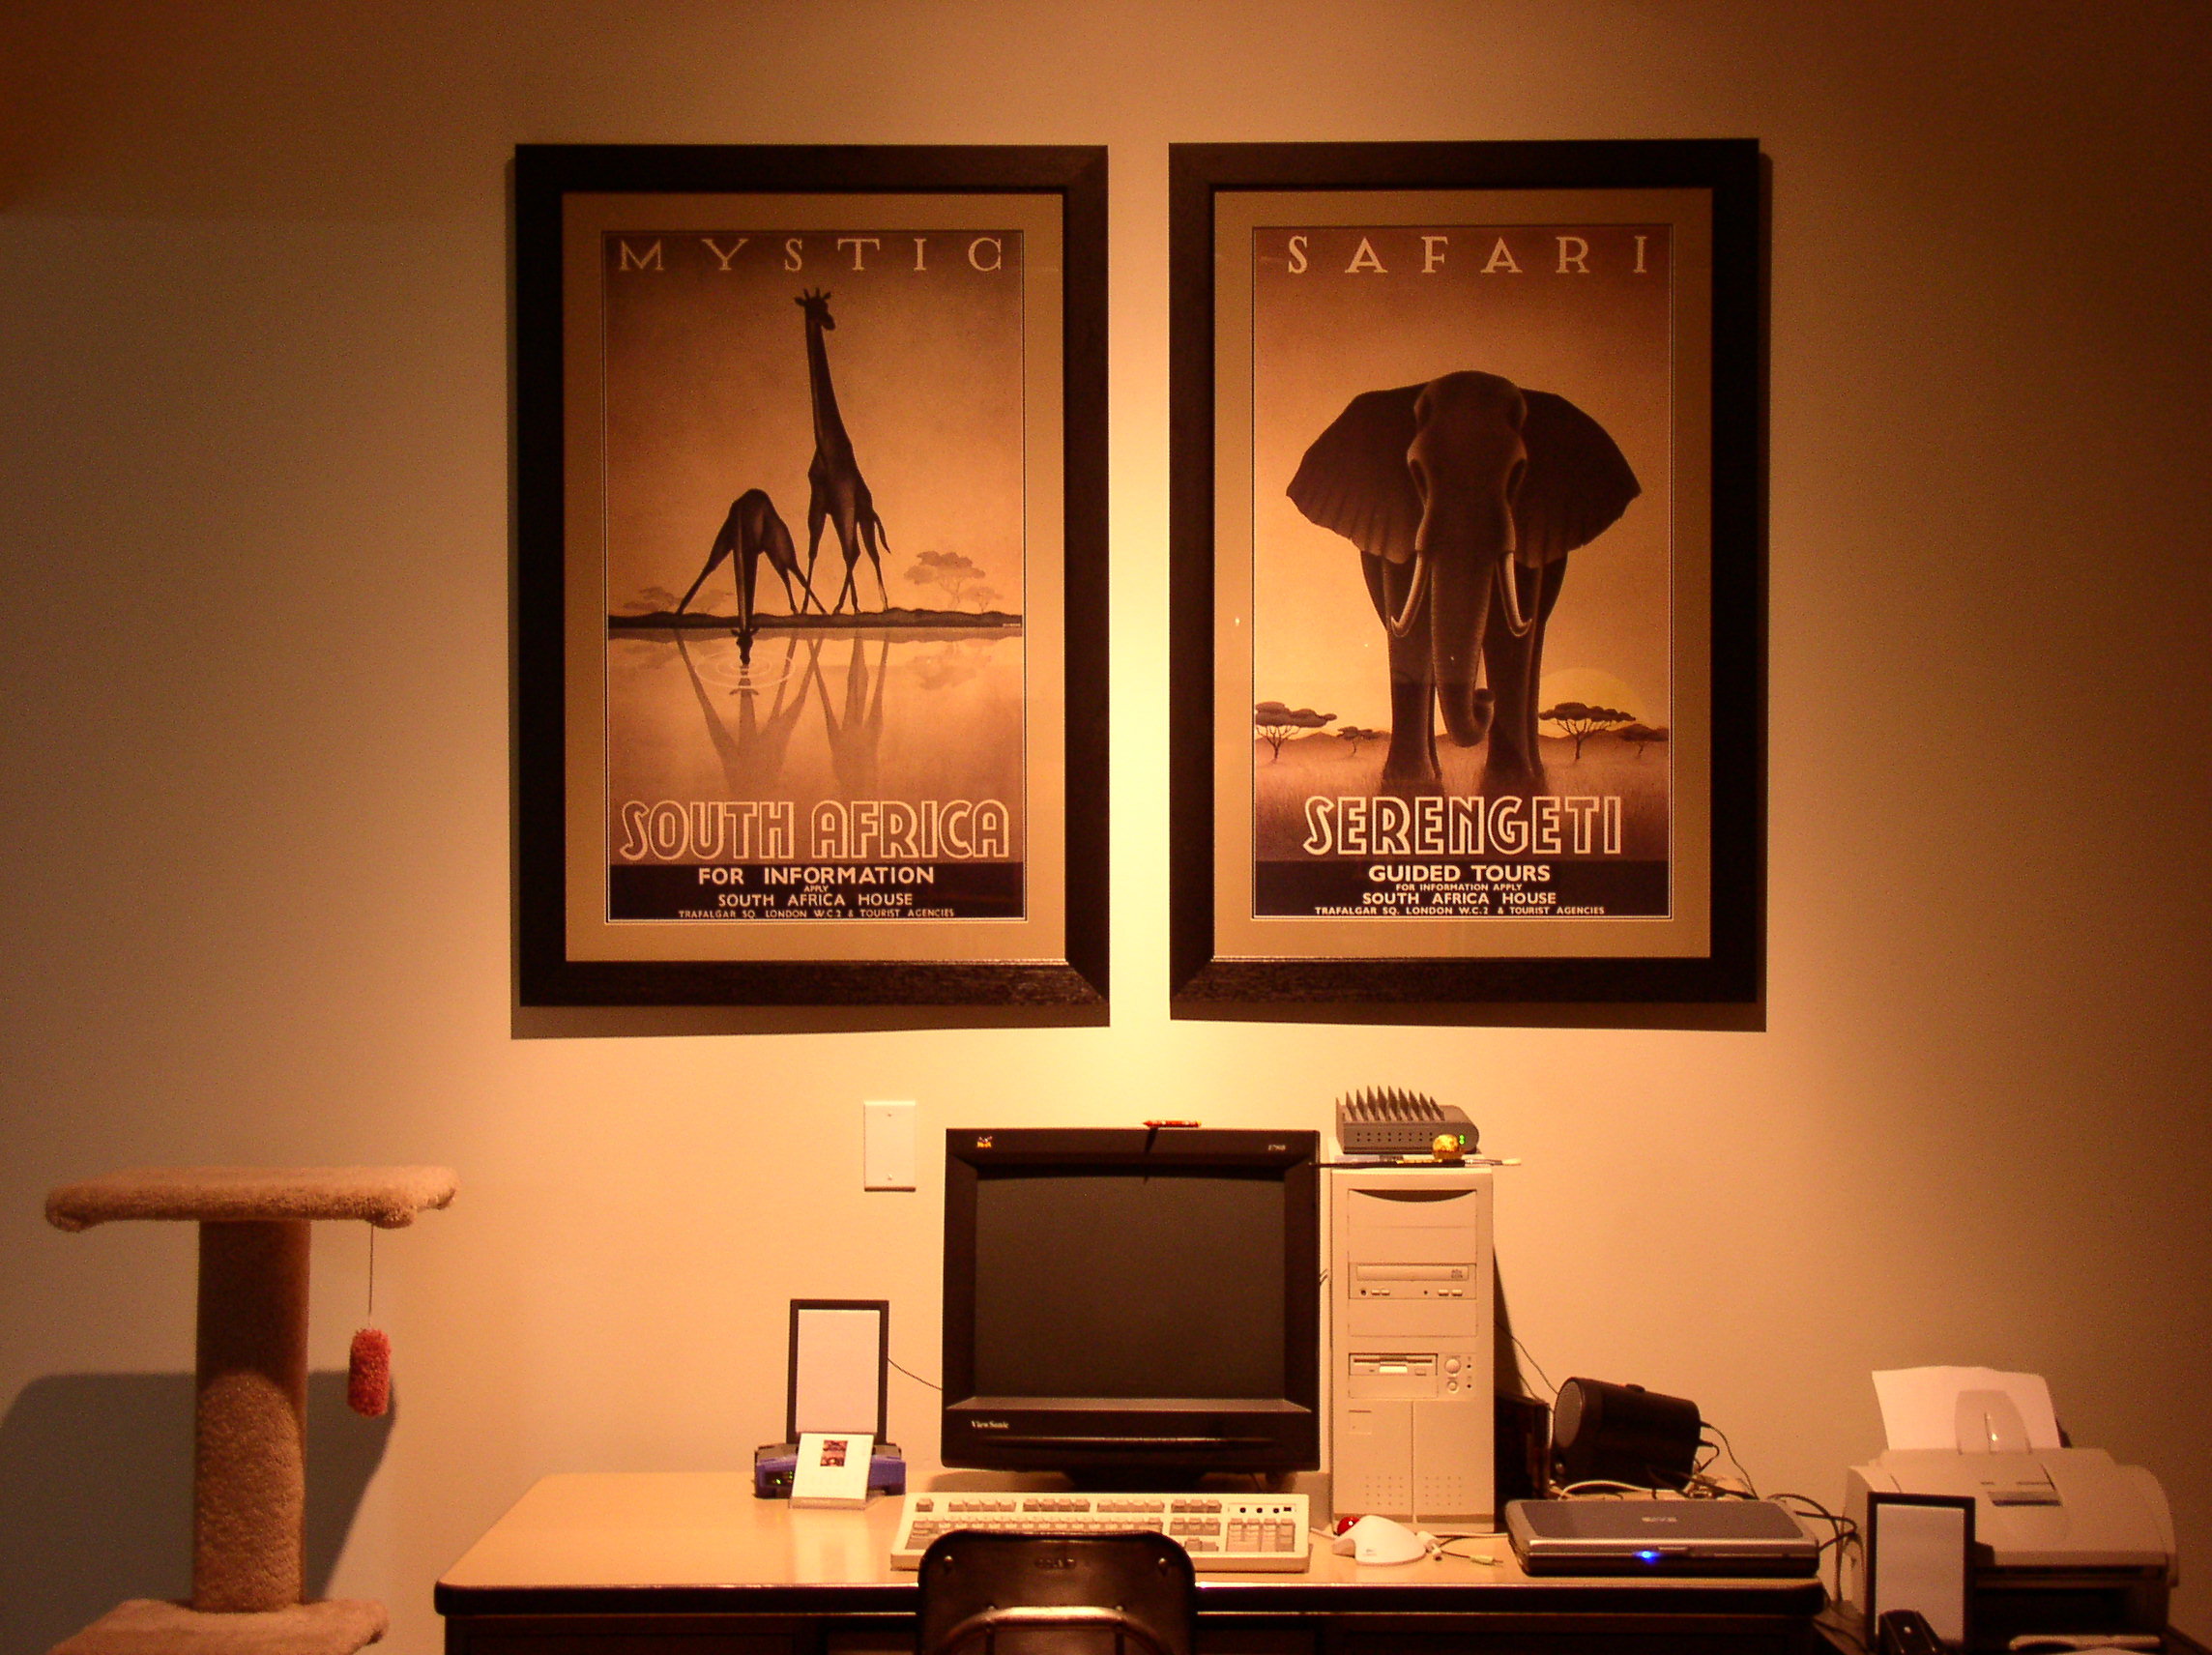 MYSTIC
SOUTH AFRICA
FOR INFORMATION
APPLY
SOUTH AFRICA HOUSE
TRAFALGAR SQ. LONDON W.C.2 & TOURIST AGENCIES
SAFARI
SERENGETI
GUIDED TOURS
FOR INFORMATION APPLY
SOUTH AFRICA HOUSE
TRAFALGAR SQ. LONDON W.C.2 & TOURIST AGENCIES
ViewSonic